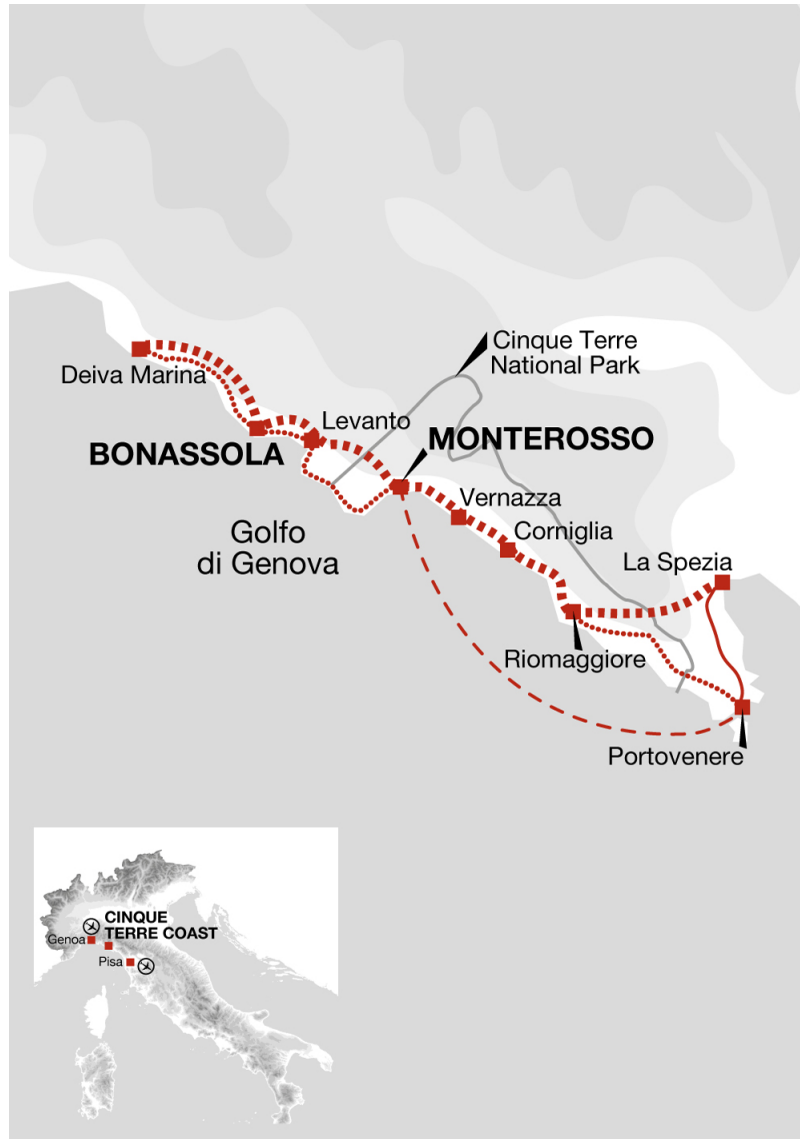 Cinque Terre
National Park
Deiva Marina
Levanto
MONTEROSSO
BONASSOLA
Vernazza
Golfo
di Genova
Corniglia
La Spezia
Riomaggiore
Portovenere
CINQUE
TERRE COAST
Genoa
Pisa